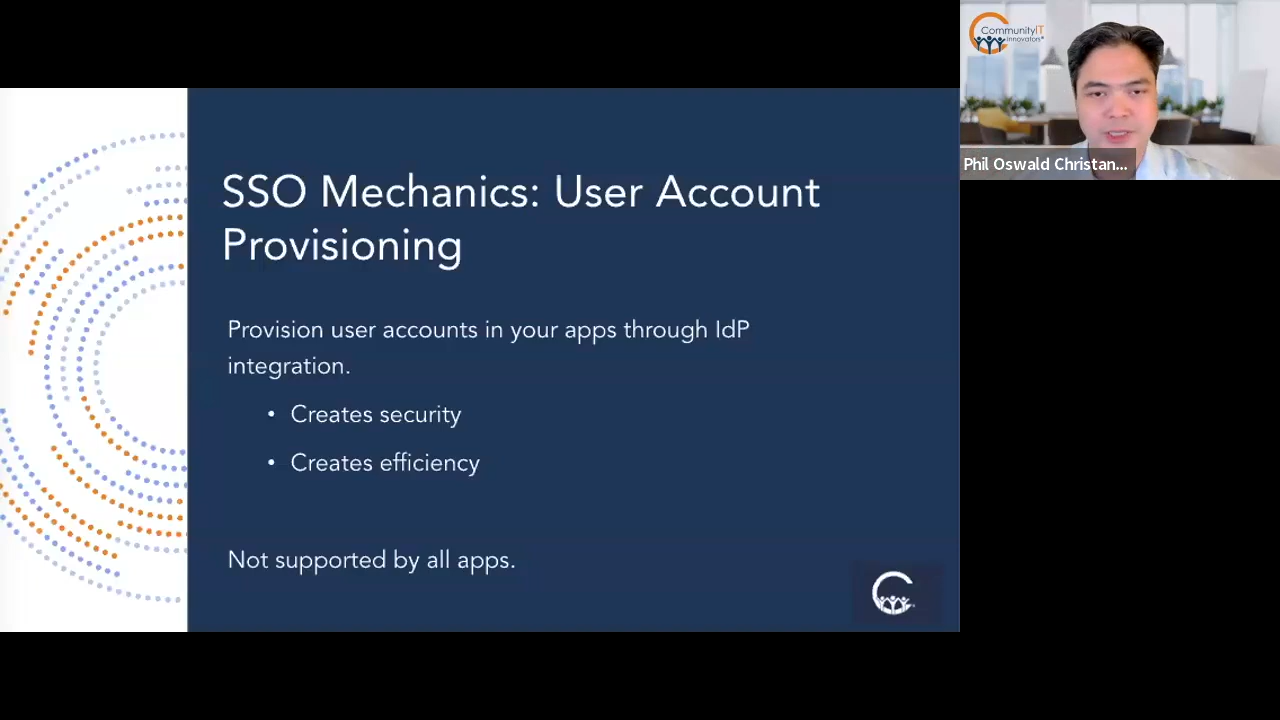 SSO Mechanics: User Account
Provisioning
Provision user accounts in your apps through IdP
integration.
• Creates security
• Creates efficiency
Not supported by all apps.
CommunityIT
Innovators
Phil Oswald Christan...